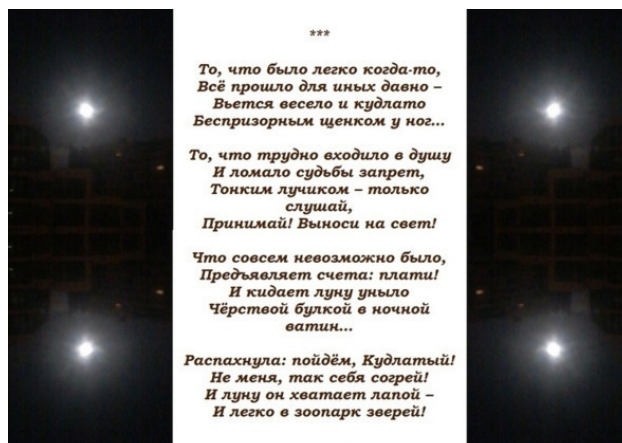 ***
То, что было легко когда-то,
Всё прошло для иных давно –
Вьется весело и кудлато
Беспризорным щенком у ног...
То, что трудно входило в душу
И ломало судьбы запрет,
Тонким лучиком – только
слушай,
Принимай! Выноси на свет!
Что совсем невозможно было,
Предъявляет счета: плати!
И кидает луну уныло
Чёрствой булкой в ночной
ватин...
Распахнула: пойдём, Кудлатый!
Не меня, так себя согрей!
И луну он хватает лапой –
И легко в зоопарк зверей!